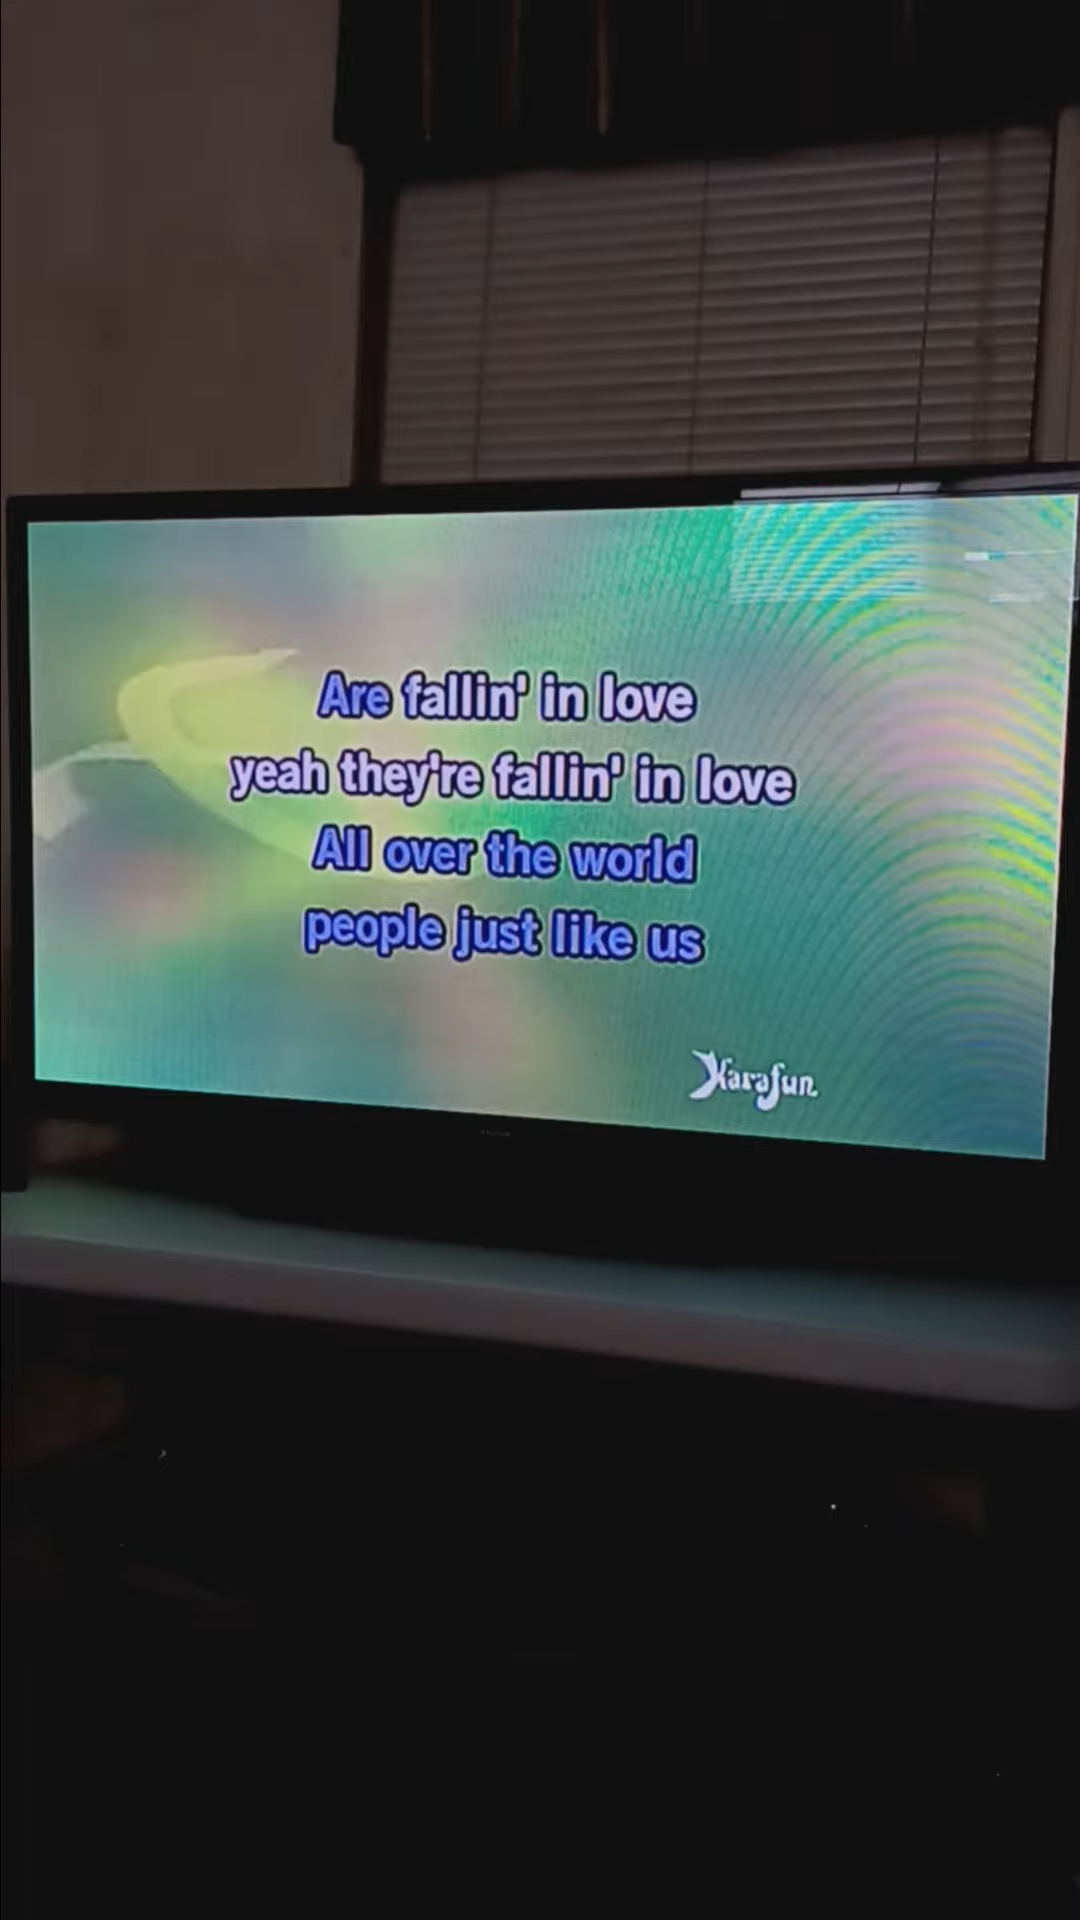 Are fallin' in love
yeah they're fallin' in love
All over the world
people just like us
Karafun